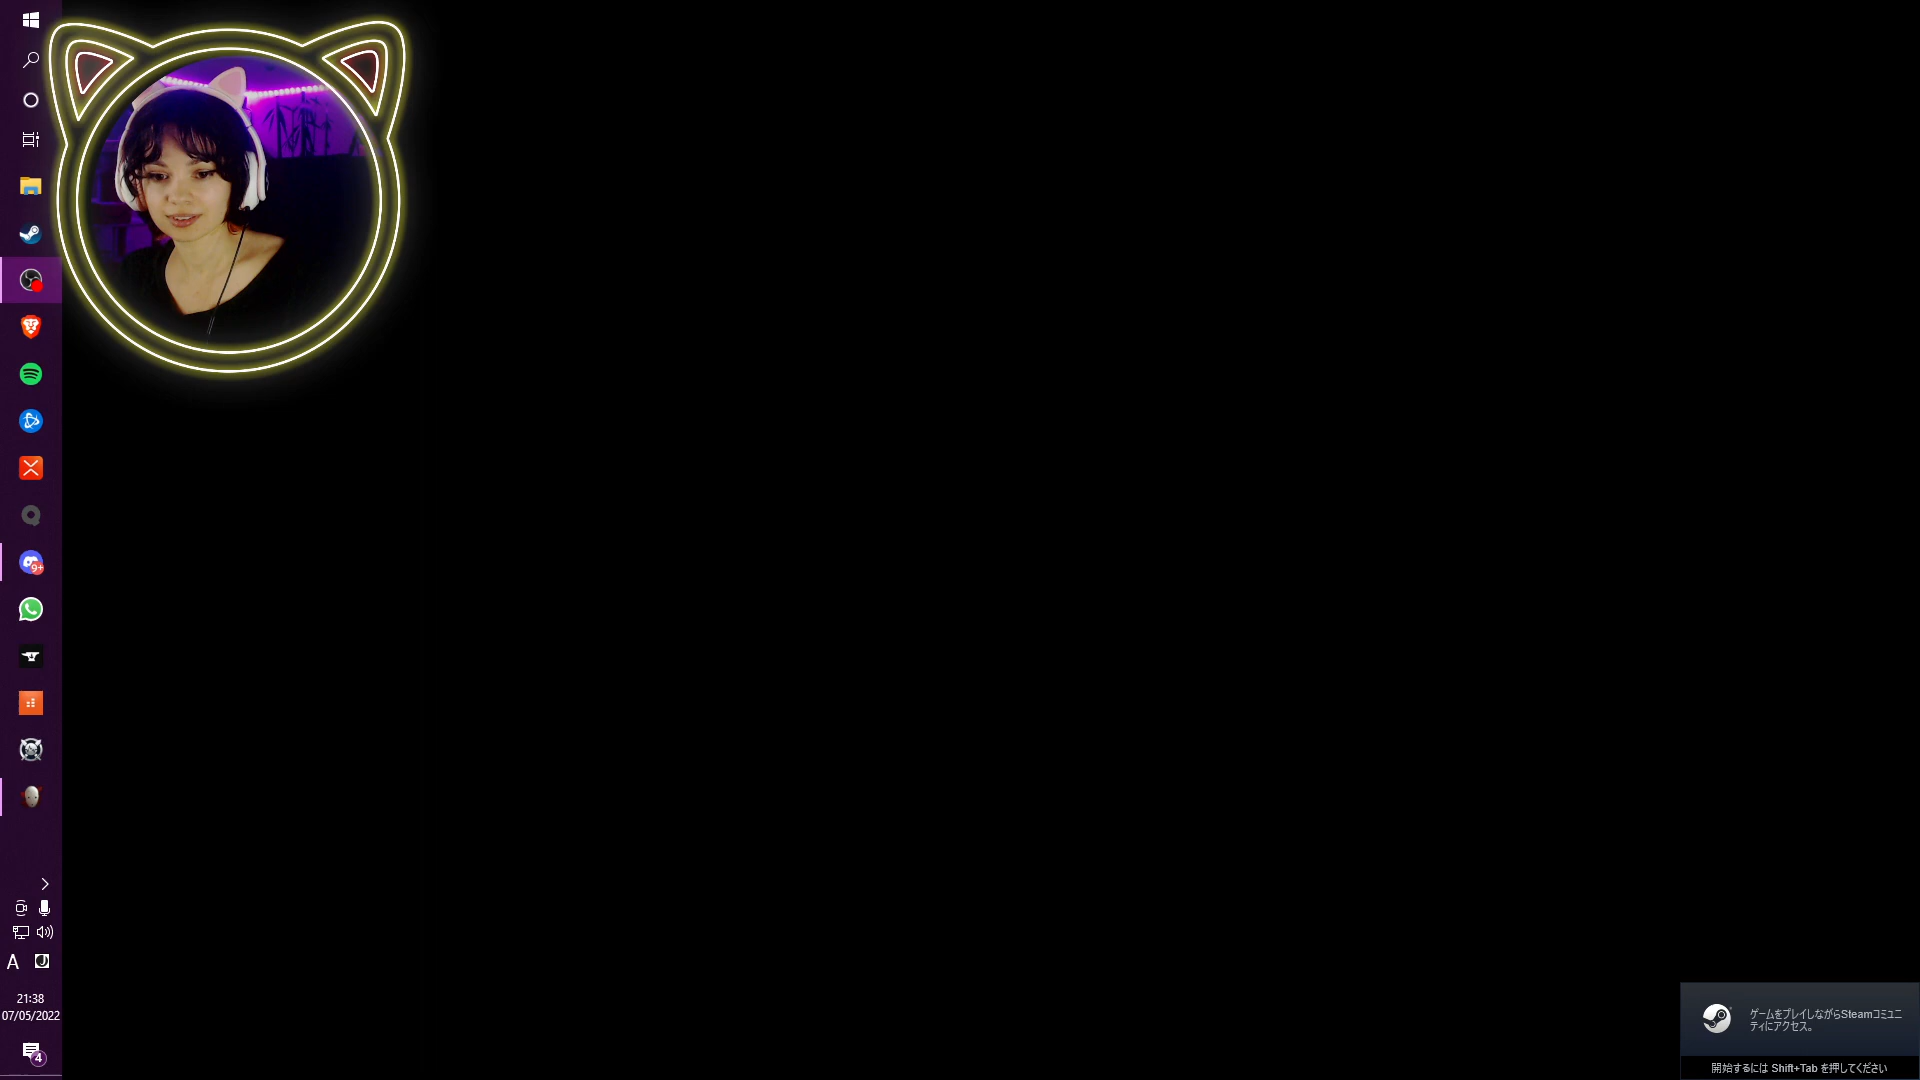 9+
A
21:38
07/05/2022
4
ゲームをプレイしながらSteamコミュニ
ティにアクセス。
開始するには Shift+Tab を押してください